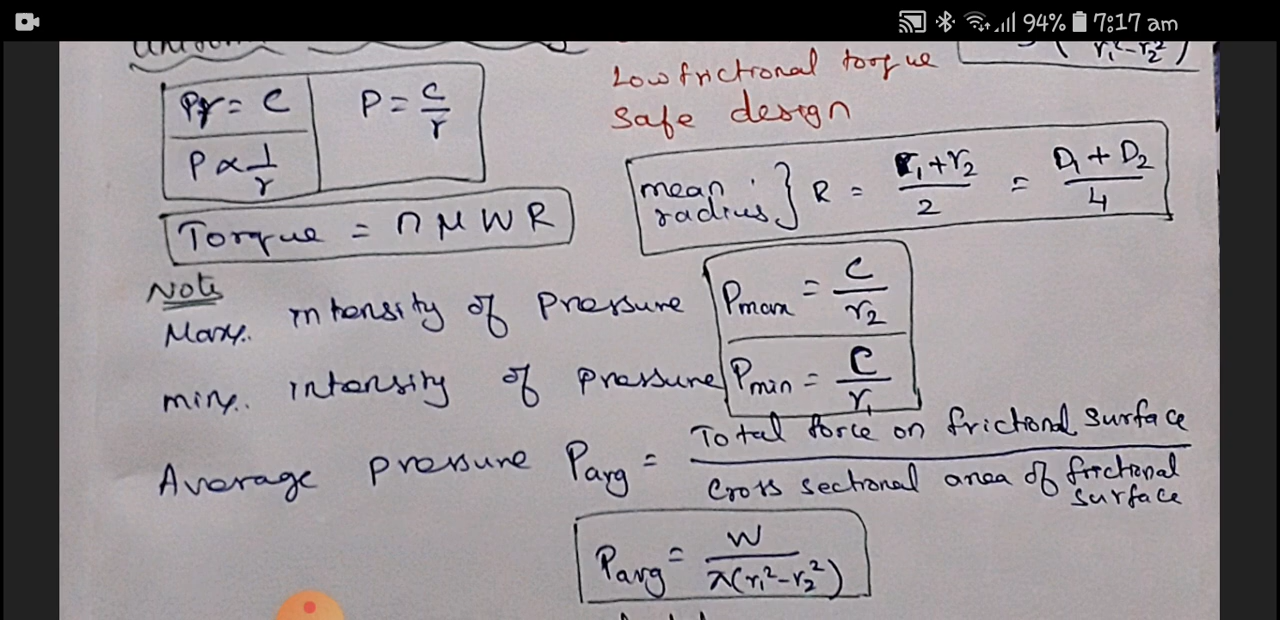 94% 7:17 am
Low frictional torque
r₁²-r₂²
Safe design
Pr = C
P = C/r
P ∝ 1/r
mean radius } R = r₁+r₂/2 = D₁+D₂/4
Torque = n μ W R
Note
Max. intensity of pressure Pmax = C/r₂
min. intensity of pressure Pmin = C/r₁
Average pressure Pavg = Total force on frictional surface
Cross sectional area of frictional surface
Pavg = W/π(r₁²-r₂²)